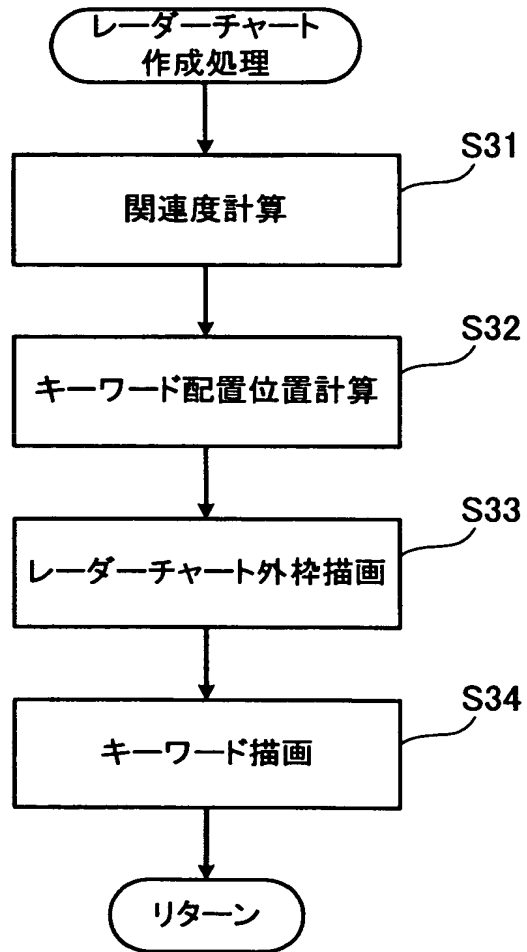 レーダーチャート
作成処理
S31
関連度計算
S32
キーワード配置位置計算
S33
レーダーチャート外枠描画
S34
キーワード描画
リターン